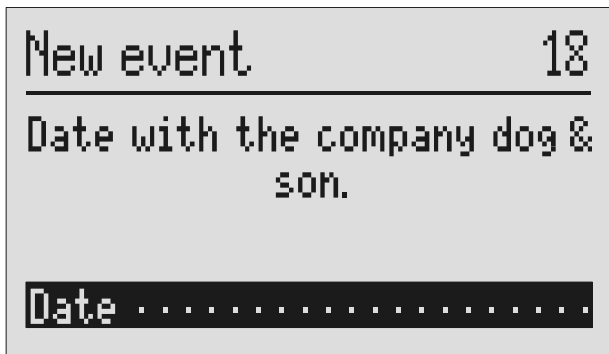 New event 18
Date with the company dog &
son.
Date ....................